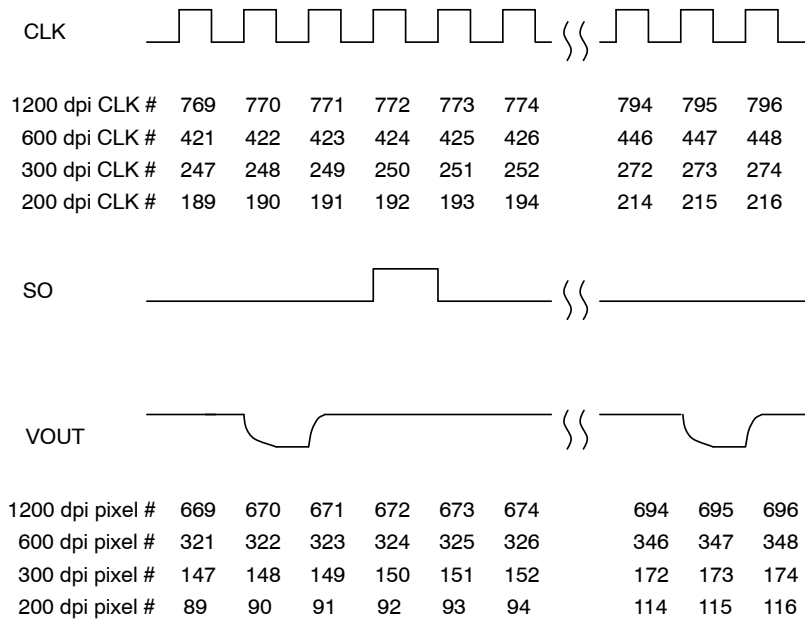 CLK
1200 dpi CLK # 769 770 771 772 773 774 794 795 796
600 dpi CLK # 421 422 423 424 425 426 446 447 448
300 dpi CLK # 247 248 249 250 251 252 272 273 274
200 dpi CLK # 189 190 191 192 193 194 214 215 216
SO
VOUT
1200 dpi pixel # 669 670 671 672 673 674 694 695 696
600 dpi pixel # 321 322 323 324 325 326 346 347 348
300 dpi pixel # 147 148 149 150 151 152 172 173 174
200 dpi pixel # 89 90 91 92 93 94 114 115 116